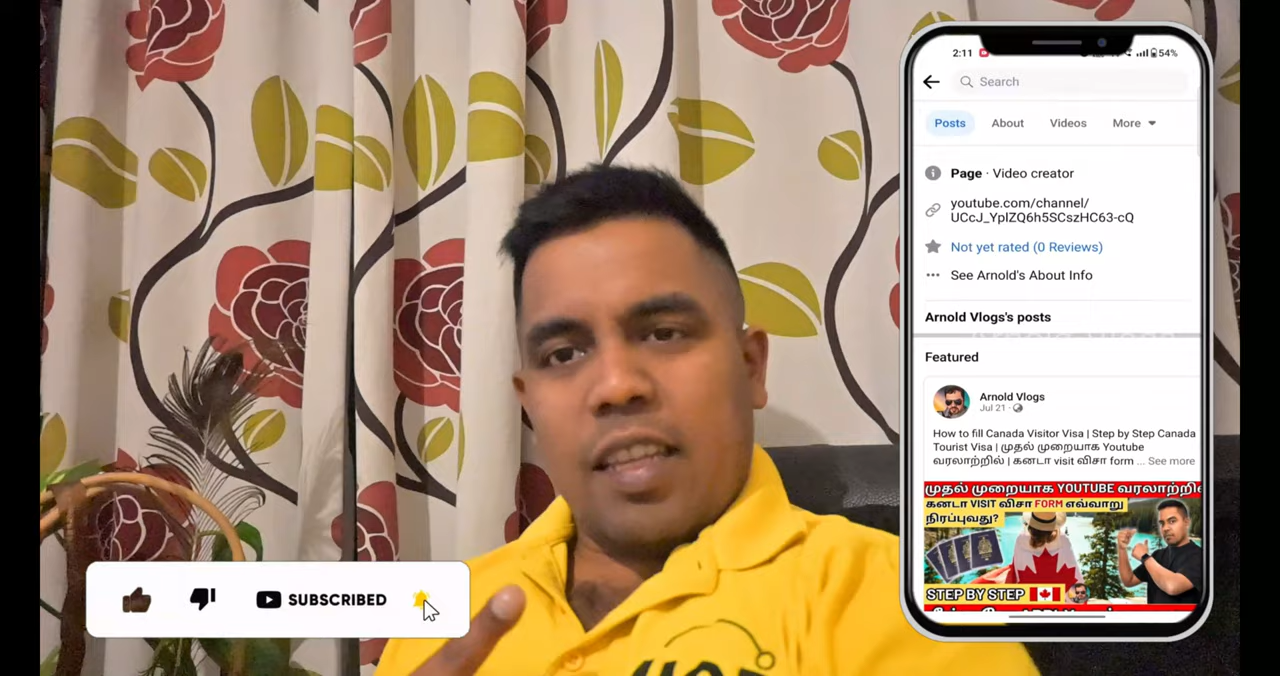 2:11
54%
Search
Posts
About
Videos
More
Page · Video creator
youtube.com/channel/
UCcJ_YpIZQ6h5SCszHC63-cQ
Not yet rated (0 Reviews)
See Arnold's About Info
Arnold Vlogs's posts
Featured
Arnold Vlogs
Jul 21 ·
How to fill Canada Visitor Visa | Step by Step Canada
Tourist Visa | முதல் முறையாக Youtube
வரலாற்றில் | கனடா visit விசா form ... See more
முதல் முறையாக YOUTUBE வரலாற்றில்
கனடா VISIT விசா FORM எவ்வாறு
நிரப்புவது?
STEP BY STEP
SUBSCRIBED